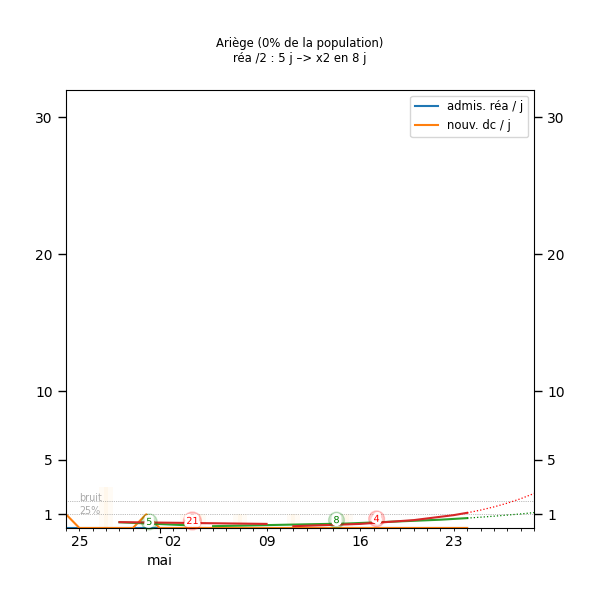 Ariège (0% de la population)
réa /2 : 5 j –> x2 en 8 j
admis. réa / j
nouv. dc / j
30 30
20 20
10 10
5 5
bruit
25%
1 1
5 21 8 4
25 - 02 09 16 23
mai